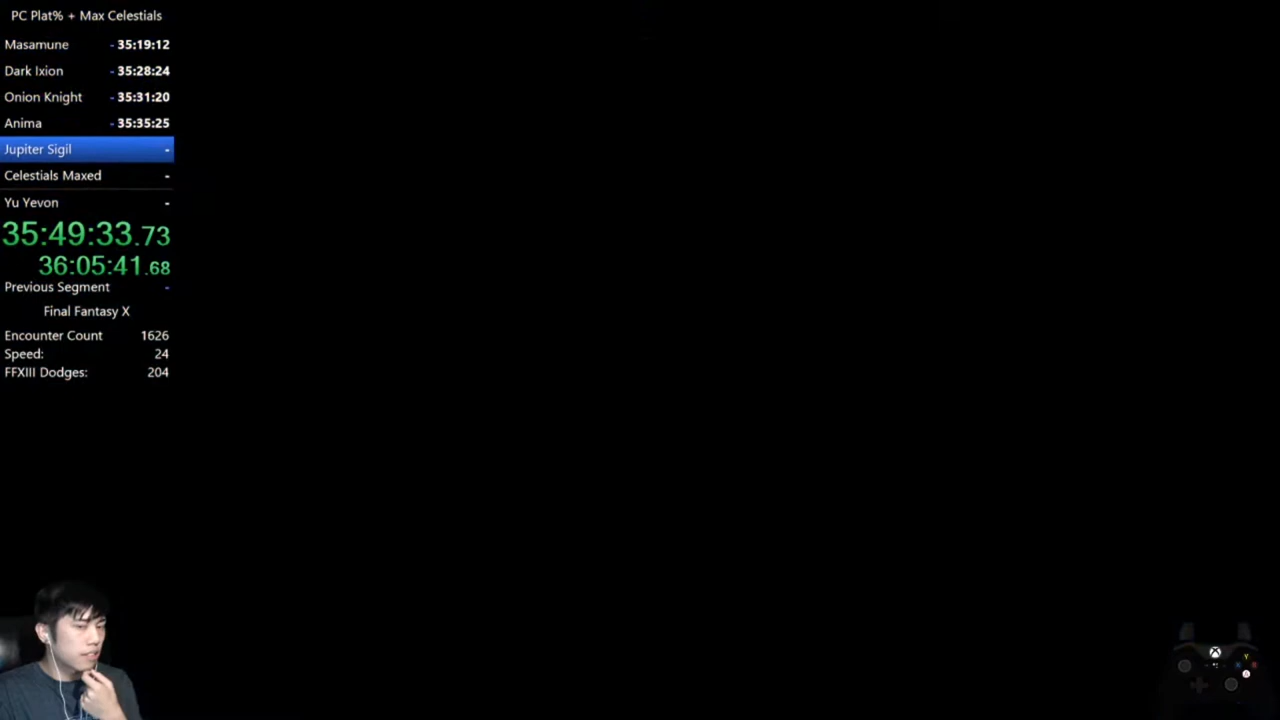 PC Plat% + Max Celestials
Masamune - 35:19:12
Dark Ixion - 35:28:24
Onion Knight - 35:31:20
Anima - 35:35:25
Jupiter Sigil -
Celestials Maxed -
Yu Yevon -
35:49:33.73
36:05:41.68
Previous Segment -
Final Fantasy X
Encounter Count 1626
Speed: 24
FFXIII Dodges: 204